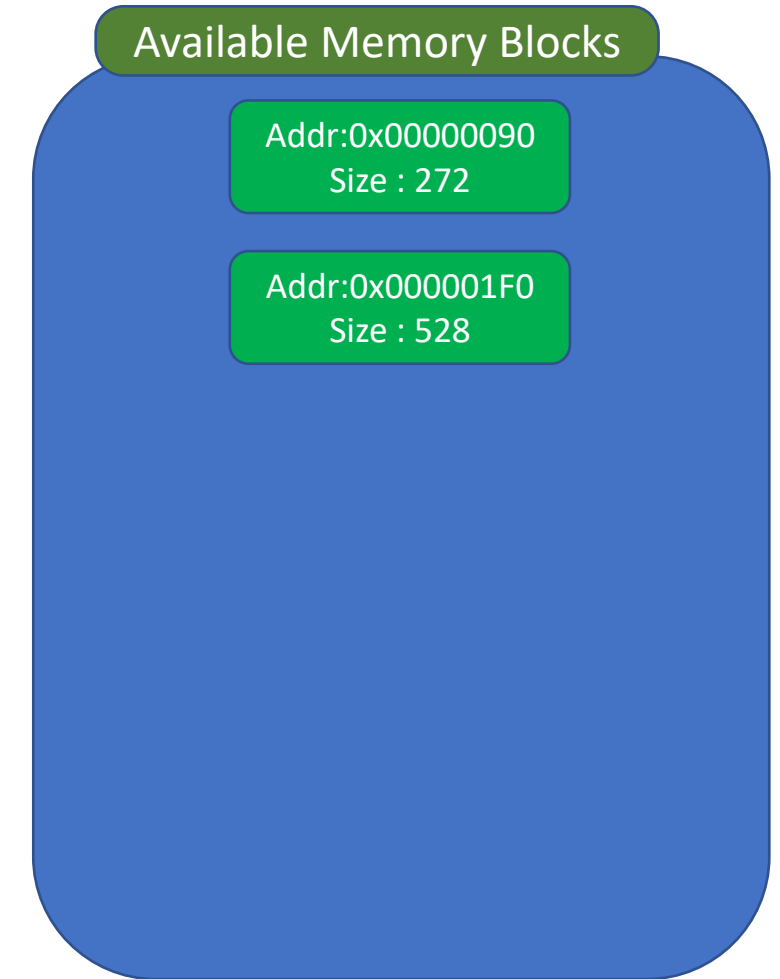 Available Memory Blocks
Addr:0x00000090
Size : 272
Addr:0x000001F0
Size : 528